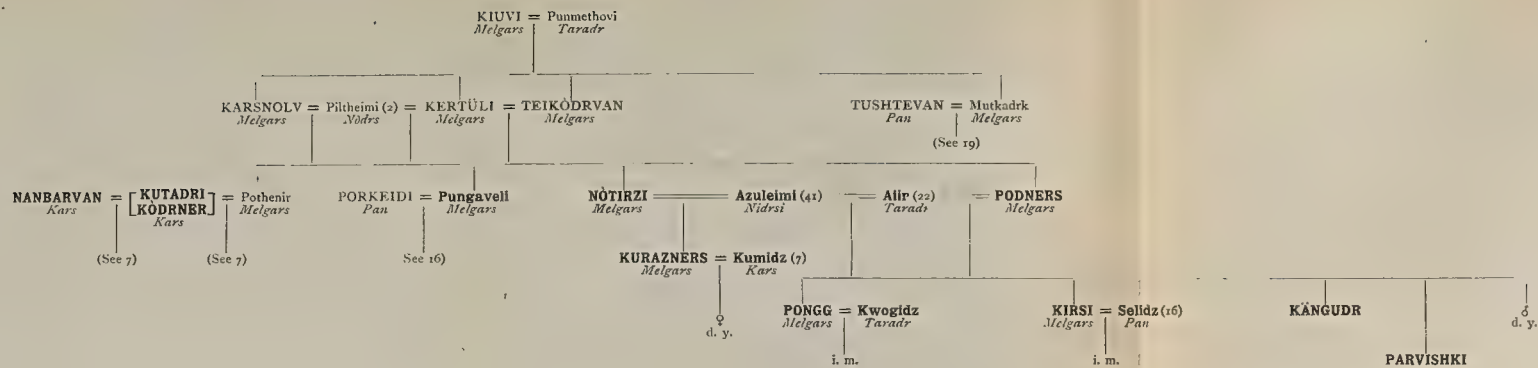 KIUVI = Punmethovi
Melgars Taradr
KARSNOLV = Piltheimi (2) = KERTÜLI = TEIKÒDRVAN TUSHTEVAN = Mutkadrk
Melgars Nòdrs Melgars Melgars Pan Melgars
(See 19)
NANBARVAN = [KUTADRI = Pothenir PORKEIDI = Pungaveli NÒTIRZI = Azuleimi (41) = Alir (22) = PODNERS
Kars KÒDRNER] Melgars Pan Melgars Melgars Nidrsi Taradr Melgars
Kars
(See 7) (See 7) See 16) KURAZNERS = Kumidz (7)
Melgars Kars
♀ PONGG = Kwogidz KIRSI = Selidz (16) KÄNGUDR ♂
d. y. Melgars Taradr Melgars Pan d. y.
i. m. i. m. PARVISHKI